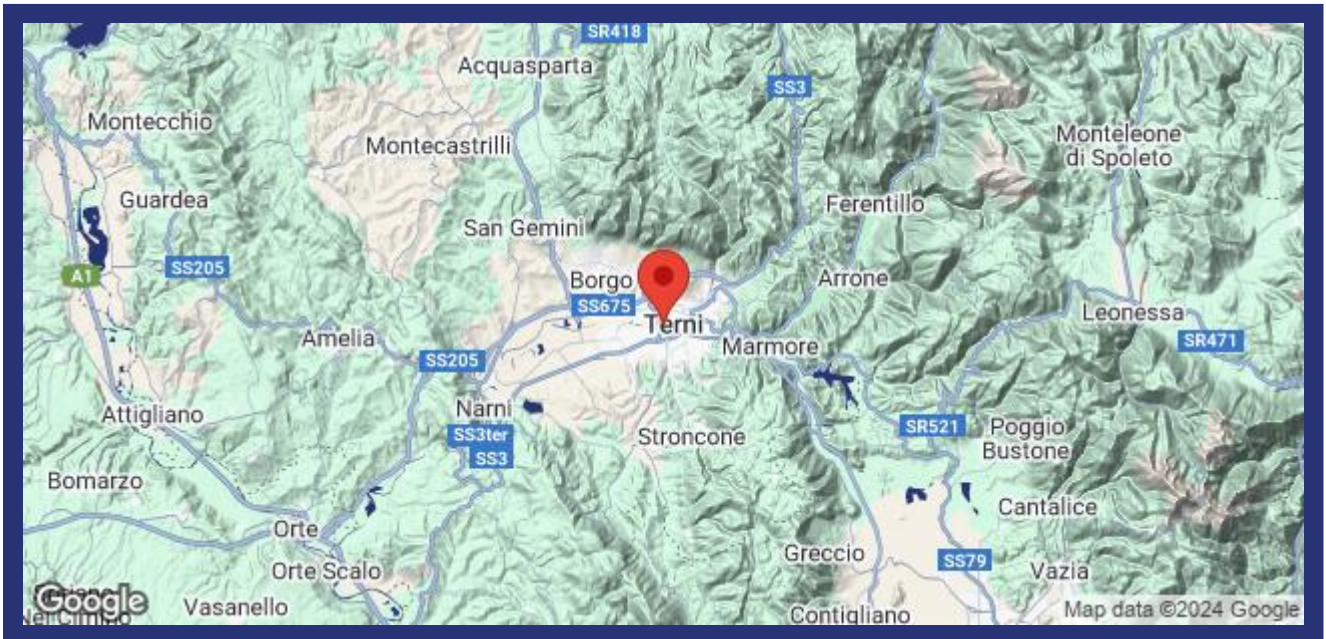 SR418
Acquasparta
SS3
Montecchio
Montecastrilli
Monteleone
di Spoleto
Guardea
Ferentillo
San Gemini
SS205
A1
Borgo
Arrone
SS675
Terni
Leonessa
Amelia
Marmore
SR471
SS205
Attigliano
Narni
SR521
Poggio
Bustone
SS3ter
Stroncone
SS3
Bomarzo
Cantalice
Orte
Greccio
SS79
Orte Scalo
Vazia
Google
Vasanello
Contigliano
Map data ©2024 Google